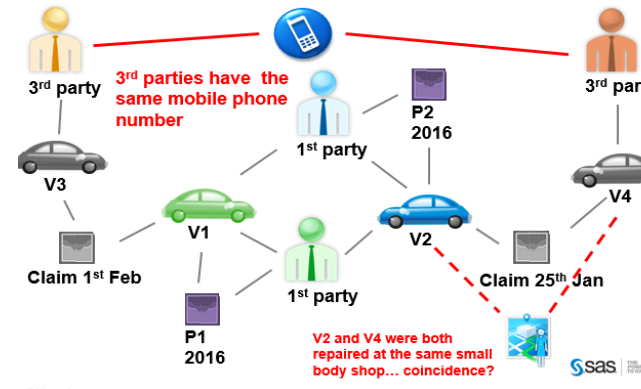 3rd party
3rd par
3rd parties have the
same mobile phone
number
P2
2016
1st party
V3
V4
V1
V2
Claim 1st Feb
Claim 25th Jan
1st party
P1
2016
V2 and V4 were both
repaired at the same small
body shop… coincidence?
sas
THE